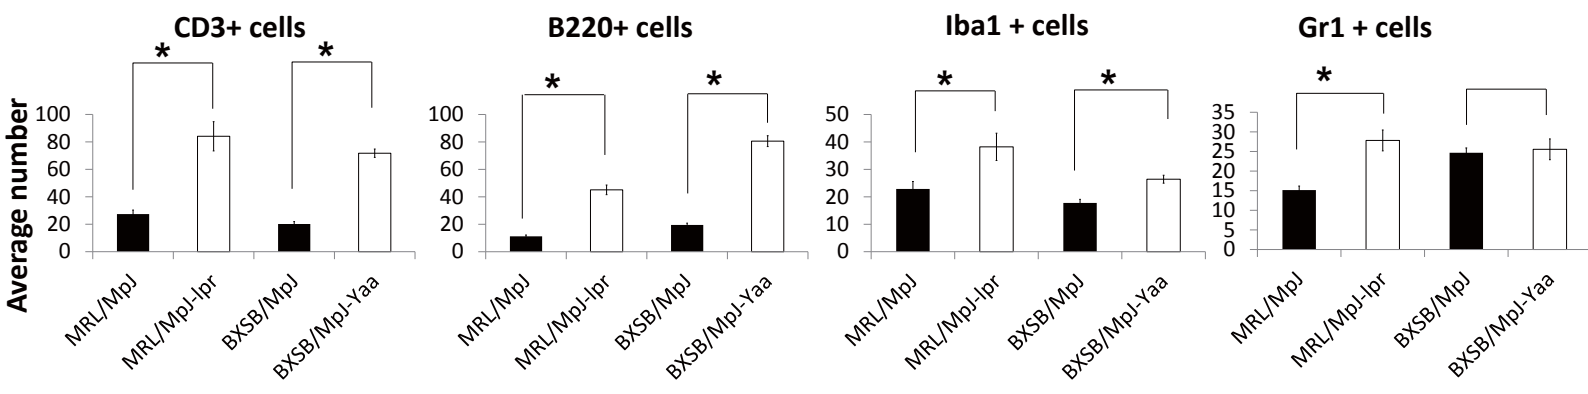 CD3+ cells
B220+ cells
Iba1 + cells
Gr1 + cells
* * * * * * *
Average number
100
80
60
40
20
0
MRL/MpJ
MRL/MpJ-lpr
BXSB/MpJ
BXSB/MpJ-Yaa
100
80
60
40
20
0
MRL/MpJ
MRL/MpJ-lpr
BXSB/MpJ
BXSB/MpJ-Yaa
50
40
30
20
10
0
MRL/MpJ
MRL/MpJ-lpr
BXSB/MpJ
BXSB/MpJ-Yaa
35
30
25
20
15
10
5
0
MRL/MpJ
MRL/MpJ-lpr
BXSB/MpJ
BXSB/MpJ-Yaa